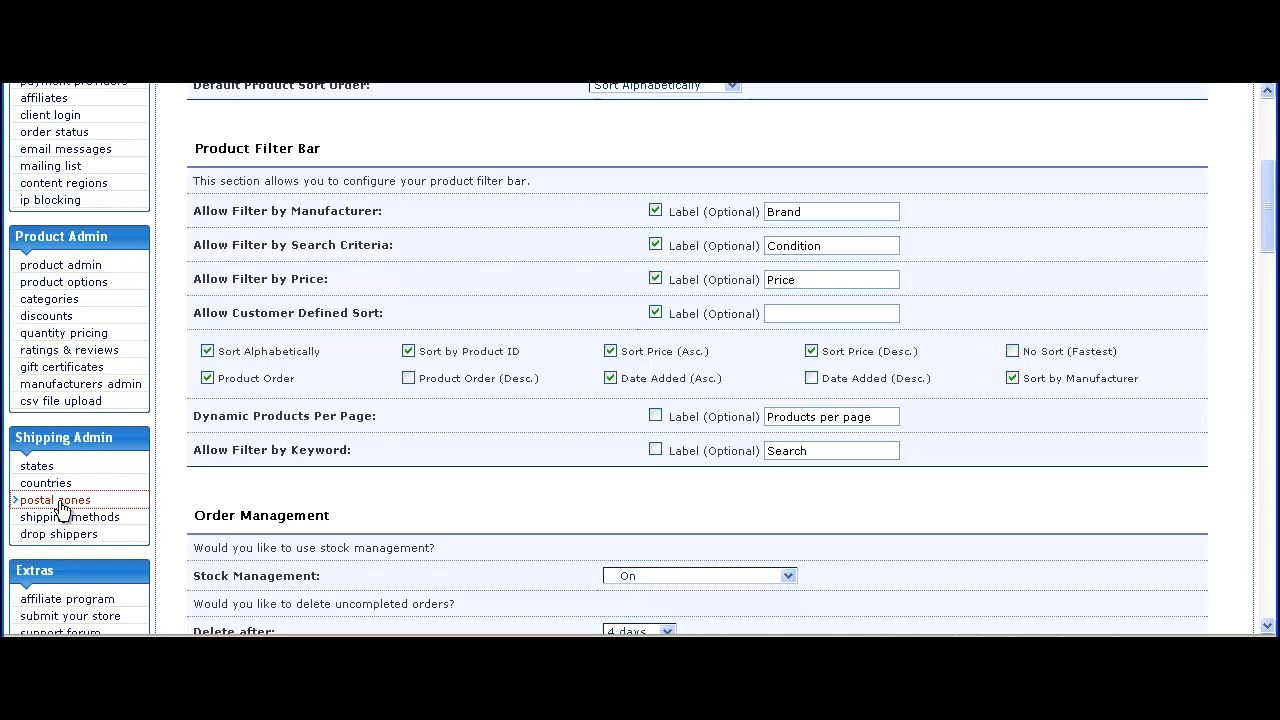 payment providers
affiliates
client login
order status
email messages
mailing list
content regions
ip blocking
Product Admin
product admin
product options
categories
discounts
quantity pricing
ratings & reviews
gift certificates
manufacturers admin
csv file upload
Shipping Admin
states
countries
postal zones
shipping methods
drop shippers
Extras
affiliate program
submit your store
support forum
Default Product Sort Order: Sort Alphabetically
Product Filter Bar
This section allows you to configure your product filter bar.
Allow Filter by Manufacturer: Label (Optional) Brand
Allow Filter by Search Criteria: Label (Optional) Condition
Allow Filter by Price: Label (Optional) Price
Allow Customer Defined Sort: Label (Optional)
Sort Alphabetically Sort by Product ID Sort Price (Asc.) Sort Price (Desc.) No Sort (Fastest)
Product Order Product Order (Desc.) Date Added (Asc.) Date Added (Desc.) Sort by Manufacturer
Dynamic Products Per Page: Label (Optional) Products per page
Allow Filter by Keyword: Label (Optional) Search
Order Management
Would you like to use stock management?
Stock Management: On
Would you like to delete uncompleted orders?
Delete after: 4 days